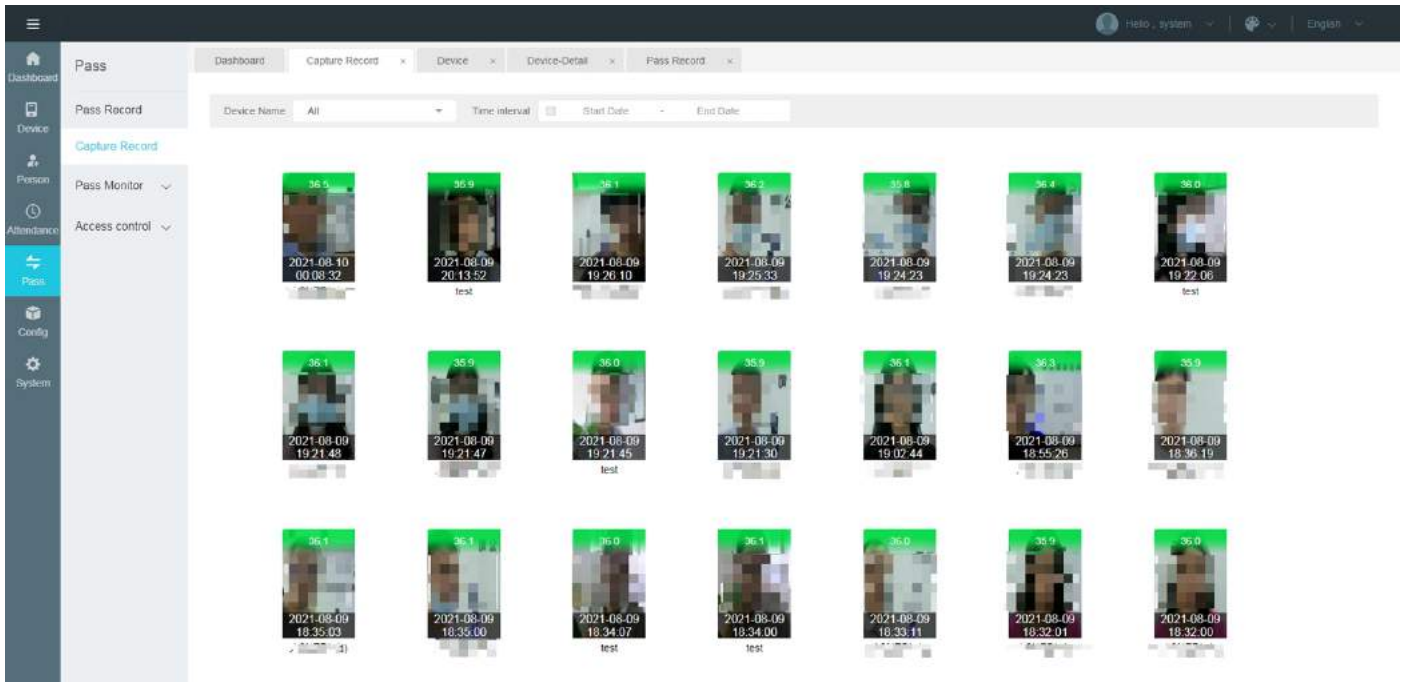 Hello , system
English
Dashboard
Device
Person
Attendance
Pass
Config
System
Pass
Pass Record
Capture Record
Pass Monitor
Access control
Dashboard Capture Record × Device × Device-Detail × Pass Record ×
Device Name All Time interval Start Date - End Date
36.5 35.9 36.1 36.2 35.8 36.4 36.0
2021-08-10 2021-08-09 2021-08-09 2021-08-09 2021-08-09 2021-08-09 2021-08-09
00:08:32 20:13:52 19:26:10 19:25:33 19:24:23 19:24:23 19:22:06
test test
36.1 35.9 36.0 35.9 36.1 36.3 35.9
2021-08-09 2021-08-09 2021-08-09 2021-08-09 2021-08-09 2021-08-09 2021-08-09
19:21:48 19:21:47 19:21:45 19:21:30 19:02:44 18:55:26 18:36:19
test
36.1 36.1 36.0 36.1 36.0 35.9 36.0
2021-08-09 2021-08-09 2021-08-09 2021-08-09 2021-08-09 2021-08-09 2021-08-09
18:35:03 18:35:00 18:34:07 18:34:00 18:33:11 18:32:01 18:32:00
test test